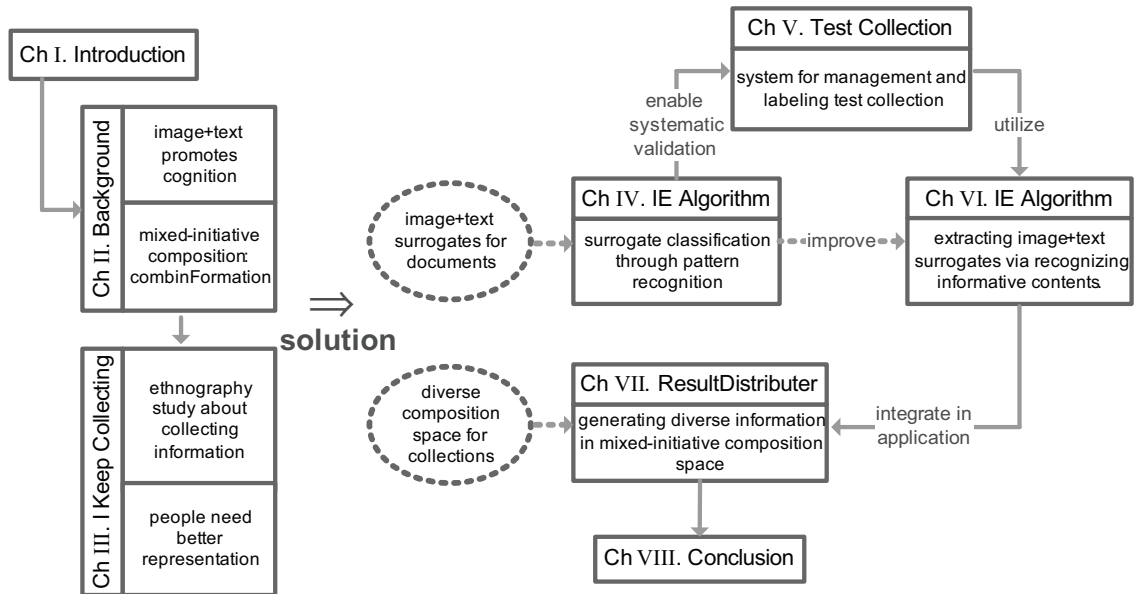 Ch I. Introduction
Ch II. Background
image+text
promotes
cognition
mixed-initiative
composition:
combinFormation
Ch III. I Keep Collecting
ethnography
study about
collecting
information
people need
better
representation
⇒
solution
image+text
surrogates for
documents
diverse
composition
space for
collections
Ch IV. IE Algorithm
surrogate classification
through pattern
recognition
enable
systematic
validation
Ch V. Test Collection
system for management and
labeling test collection
utilize
improve
Ch VI. IE Algorithm
extracting image+text
surrogates via recognizing
informative contents.
integrate in
application
Ch VII. ResultDistributer
generating diverse information
in mixed-initiative composition
space
Ch VIII. Conclusion